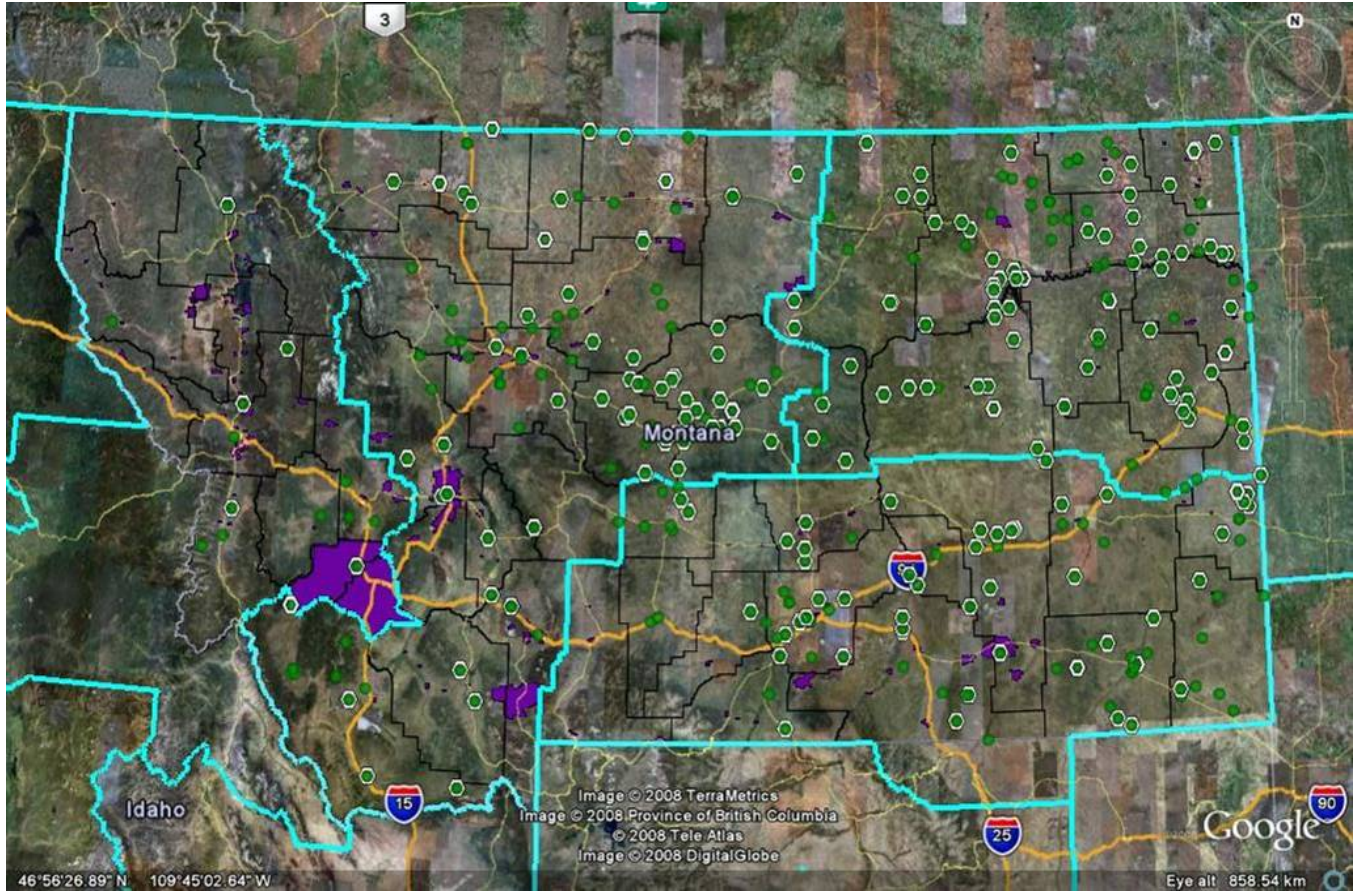 3
N
Montana
Idaho
15
25
90
Image © 2008 TerraMetrics
Image © 2008 Province of British Columbia
© 2008 Tele Atlas
Image © 2008 DigitalGlobe
Google
46°56'26.89" N 109°45'02.64" W
Eye alt 858.54 km